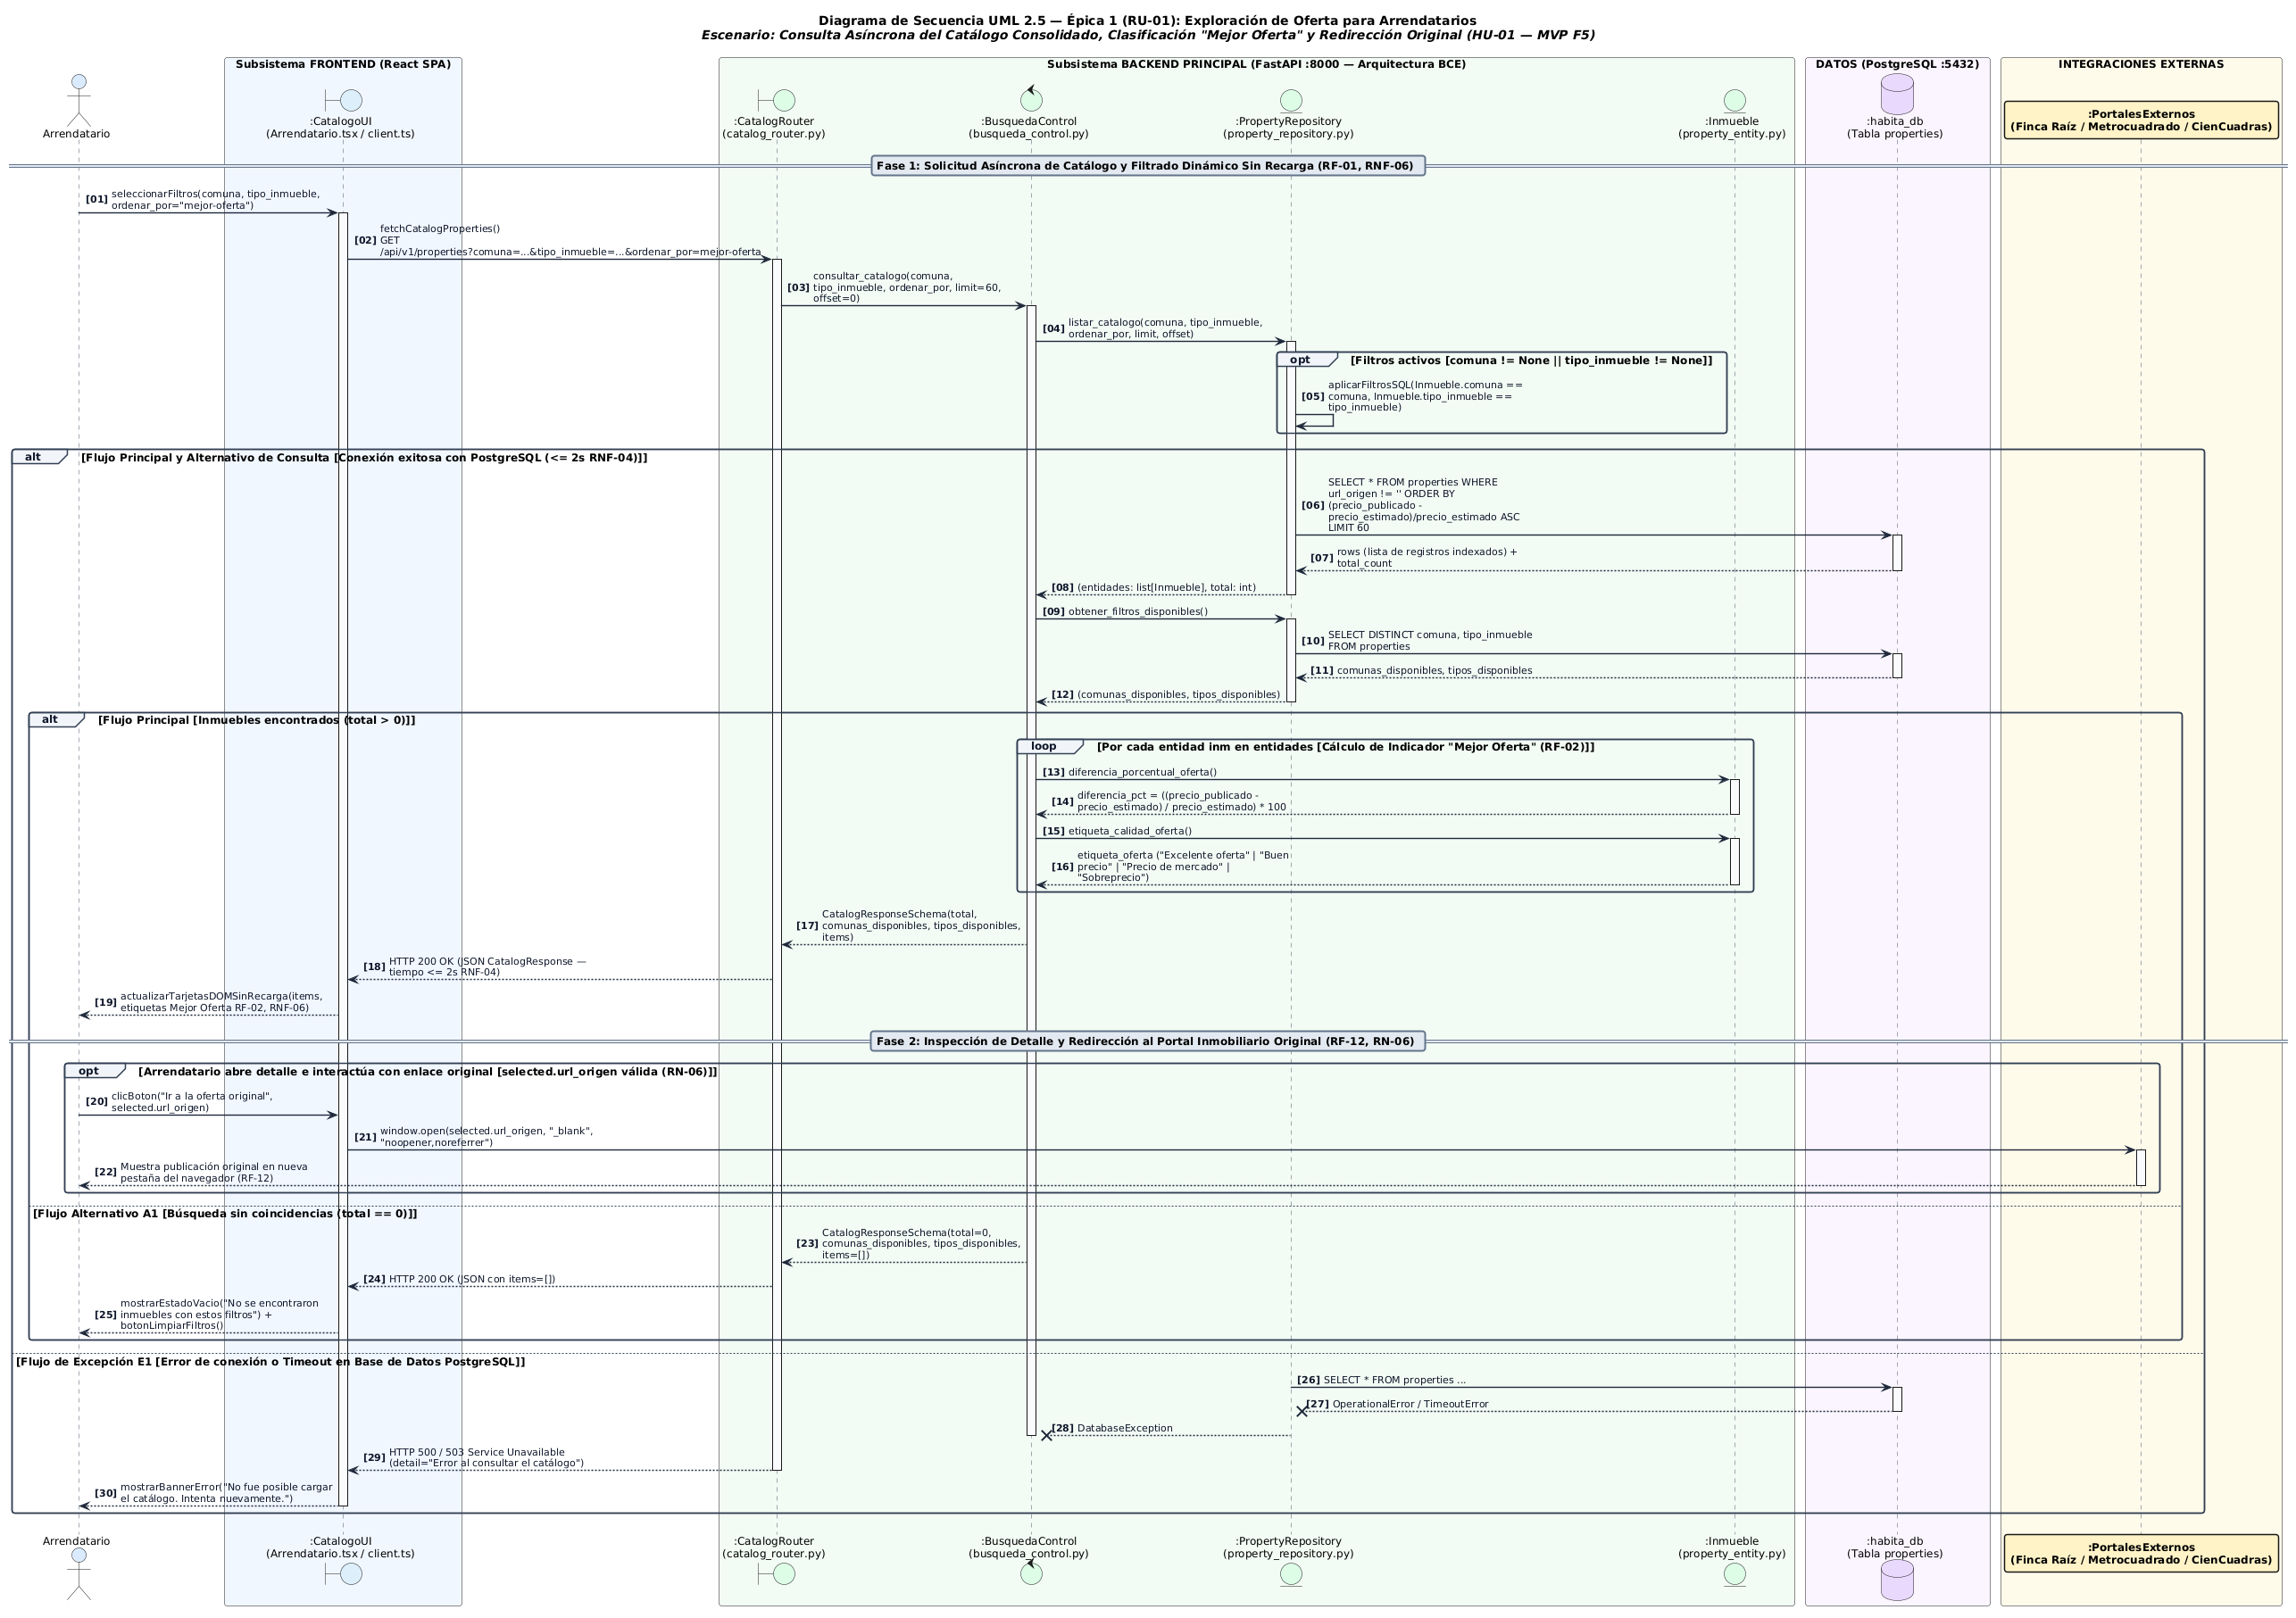 Diagrama de Secuencia UML 2.5 — Épica 1 (RU-01): Exploración de Oferta para Arrendatarios
Escenario: Consulta Asíncrona del Catálogo Consolidado, Clasificación "Mejor Oferta" y Redirección Original (HU-01 — MVP F5)
Subsistema FRONTEND (React SPA)
Subsistema BACKEND PRINCIPAL (FastAPI :8000 — Arquitectura BCE)
DATOS (PostgreSQL :5432)
INTEGRACIONES EXTERNAS
Arrendatario
:CatalogoUI
(Arrendatario.tsx / client.ts)
:CatalogRouter
(catalog_router.py)
:BusquedaControl
(busqueda_control.py)
:PropertyRepository
(property_repository.py)
:Inmueble
(property_entity.py)
:habita_db
(Tabla properties)
:PortalesExternos
(Finca Raíz / Metrocuadrado / CienCuadras)
Fase 1: Solicitud Asíncrona de Catálogo y Filtrado Dinámico Sin Recarga (RF-01, RNF-06)
[01] seleccionarFiltros(comuna, tipo_inmueble,
ordenar_por="mejor-oferta")
fetchCatalogProperties()
[02] GET
/api/v1/properties?comuna=...&tipo_inmueble=...&ordenar_por=mejor-oferta
consultar_catalogo(comuna,
[03] tipo_inmueble, ordenar_por, limit=60,
offset=0)
[04] listar_catalogo(comuna, tipo_inmueble,
ordenar_por, limit, offset)
opt [Filtros activos [comuna != None || tipo_inmueble != None]]
aplicarFiltrosSQL(Inmueble.comuna ==
[05] comuna, Inmueble.tipo_inmueble ==
tipo_inmueble)
alt [Flujo Principal y Alternativo de Consulta [Conexión exitosa con PostgreSQL (<= 2s RNF-04)]]
SELECT * FROM properties WHERE
url_origen != '' ORDER BY
[06] (precio_publicado -
precio_estimado)/precio_estimado ASC
LIMIT 60
[07] rows (lista de registros indexados) +
total_count
[08] (entidades: list[Inmueble], total: int)
[09] obtener_filtros_disponibles()
[10] SELECT DISTINCT comuna, tipo_inmueble
FROM properties
[11] comunas_disponibles, tipos_disponibles
[12] (comunas_disponibles, tipos_disponibles)
alt [Flujo Principal [Inmuebles encontrados (total > 0)]]
loop [Por cada entidad inm en entidades [Cálculo de Indicador "Mejor Oferta" (RF-02)]]
[13] diferencia_porcentual_oferta()
[14] diferencia_pct = ((precio_publicado -
precio_estimado) / precio_estimado) * 100
[15] etiqueta_calidad_oferta()
etiqueta_oferta ("Excelente oferta" | "Buen
[16] precio" | "Precio de mercado" |
"Sobreprecio")
CatalogResponseSchema(total,
[17] comunas_disponibles, tipos_disponibles,
items)
[18] HTTP 200 OK (JSON CatalogResponse —
tiempo <= 2s RNF-04)
[19] actualizarTarjetasDOMSinRecarga(items,
etiquetas Mejor Oferta RF-02, RNF-06)
Fase 2: Inspección de Detalle y Redirección al Portal Inmobiliario Original (RF-12, RN-06)
opt [Arrendatario abre detalle e interactúa con enlace original [selected.url_origen válida (RN-06)]]
[20] clicBoton("Ir a la oferta original",
selected.url_origen)
[21] window.open(selected.url_origen, "_blank",
"noopener,noreferrer")
[22] Muestra publicación original en nueva
pestaña del navegador (RF-12)
[Flujo Alternativo A1 [Búsqueda sin coincidencias (total == 0)]]
CatalogResponseSchema(total=0,
[23] comunas_disponibles, tipos_disponibles,
items=[])
[24] HTTP 200 OK (JSON con items=[])
mostrarEstadoVacio("No se encontraron
[25] inmuebles con estos filtros") +
botonLimpiarFiltros()
[Flujo de Excepción E1 [Error de conexión o Timeout en Base de Datos PostgreSQL]]
[26] SELECT * FROM properties ...
[27] OperationalError / TimeoutError
[28] DatabaseException
[29] HTTP 500 / 503 Service Unavailable
(detail="Error al consultar el catálogo")
[30] mostrarBannerError("No fue posible cargar
el catálogo. Intenta nuevamente.")
Arrendatario
:CatalogoUI
(Arrendatario.tsx / client.ts)
:CatalogRouter
(catalog_router.py)
:BusquedaControl
(busqueda_control.py)
:PropertyRepository
(property_repository.py)
:Inmueble
(property_entity.py)
:habita_db
(Tabla properties)
:PortalesExternos
(Finca Raíz / Metrocuadrado / CienCuadras)